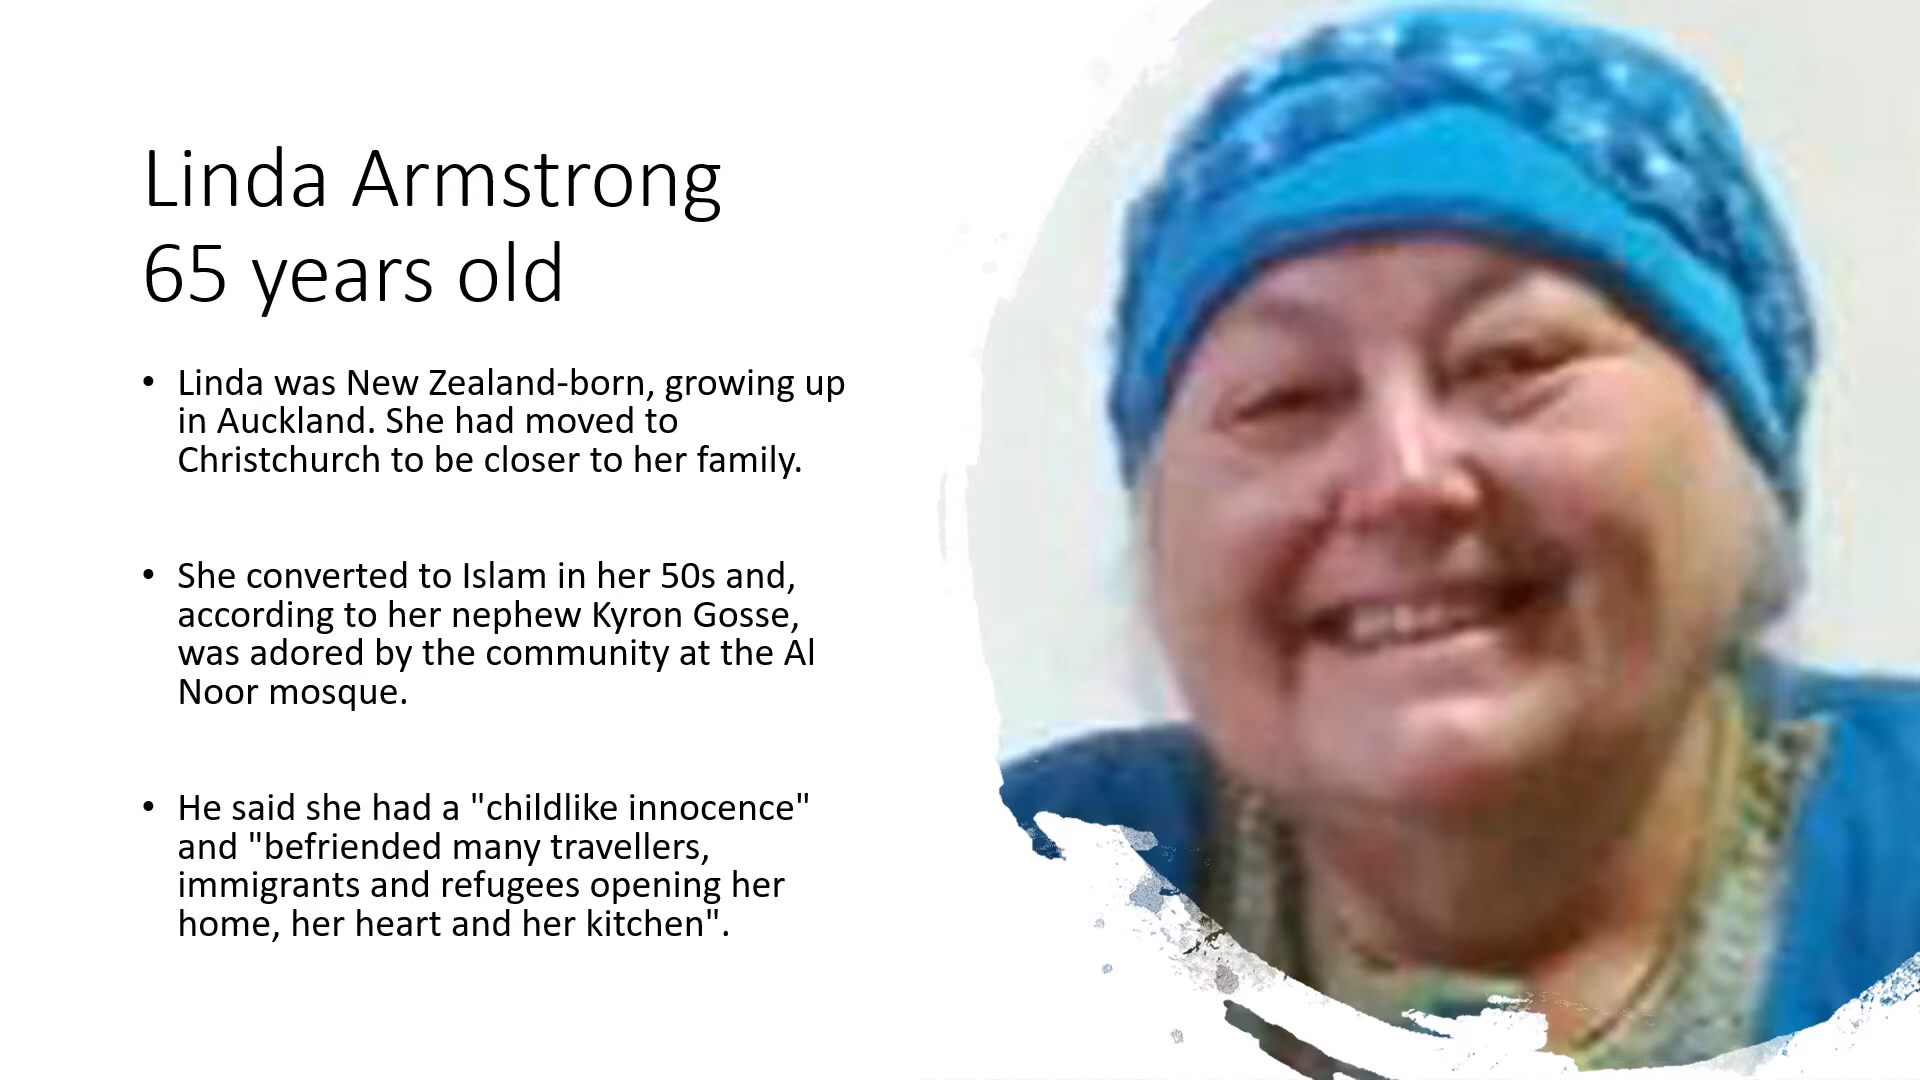 Linda Armstrong
65 years old
• Linda was New Zealand-born, growing up
in Auckland. She had moved to
Christchurch to be closer to her family.
• She converted to Islam in her 50s and,
according to her nephew Kyron Gosse,
was adored by the community at the Al
Noor mosque.
• He said she had a "childlike innocence"
and "befriended many travellers,
immigrants and refugees opening her
home, her heart and her kitchen".